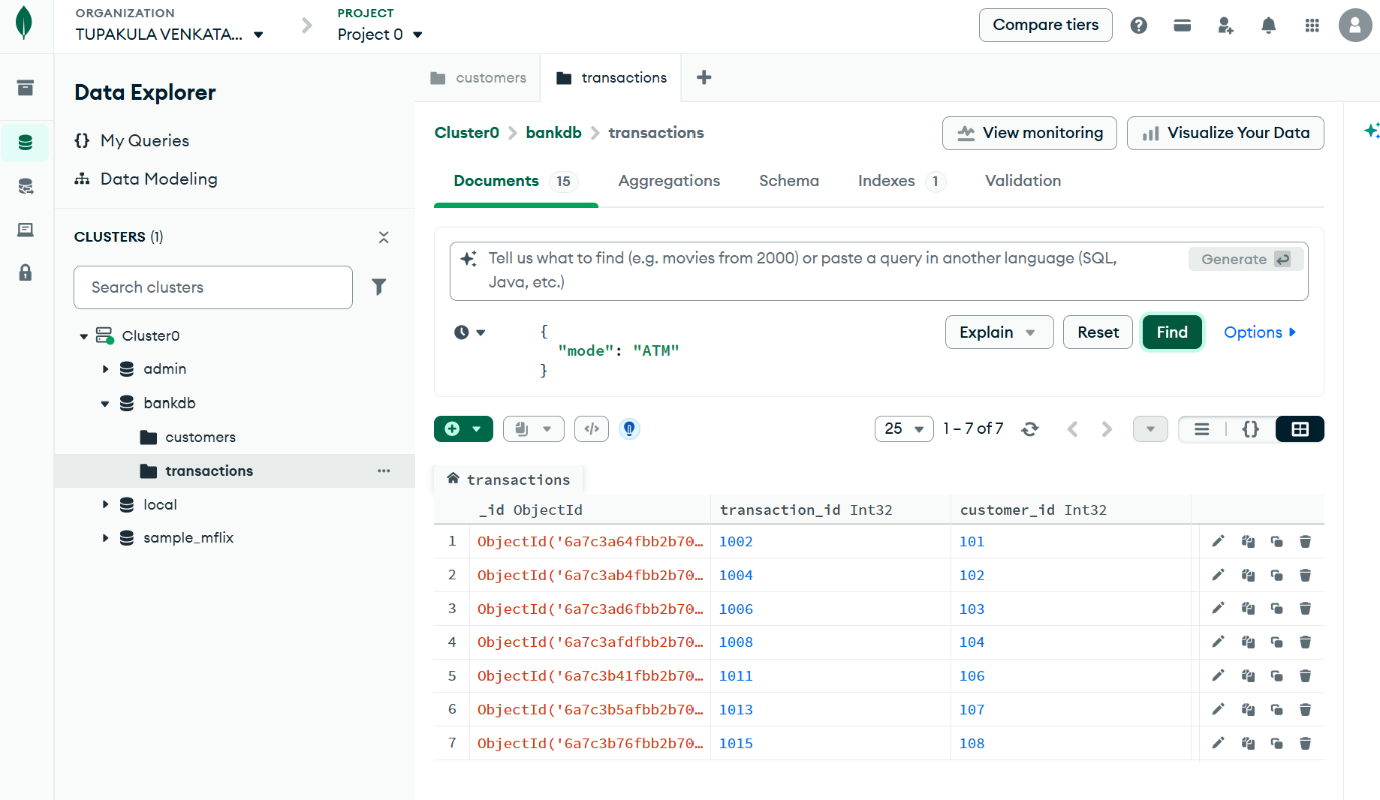 ORGANIZATION
TUPAKULA VENKATA...
PROJECT
Project 0
Compare tiers
Data Explorer
{} My Queries
Data Modeling
CLUSTERS (1)
Search clusters
Cluster0
admin
bankdb
customers
transactions
local
sample_mflix
customers
transactions
Cluster0 > bankdb > transactions
View monitoring
Visualize Your Data
Documents 15
Aggregations
Schema
Indexes 1
Validation
Tell us what to find (e.g. movies from 2000) or paste a query in another language (SQL,
Java, etc.)
Generate
{
"mode": "ATM"
}
Explain
Reset
Find
Options
25
1 – 7 of 7
transactions
_id ObjectId transaction_id Int32 customer_id Int32
1 ObjectId('6a7c3a64fbb2b70… 1002 101
2 ObjectId('6a7c3ab4fbb2b70… 1004 102
3 ObjectId('6a7c3ad6fbb2b70… 1006 103
4 ObjectId('6a7c3afdfbb2b70… 1008 104
5 ObjectId('6a7c3b41fbb2b70… 1011 106
6 ObjectId('6a7c3b5afbb2b70… 1013 107
7 ObjectId('6a7c3b76fbb2b70… 1015 108